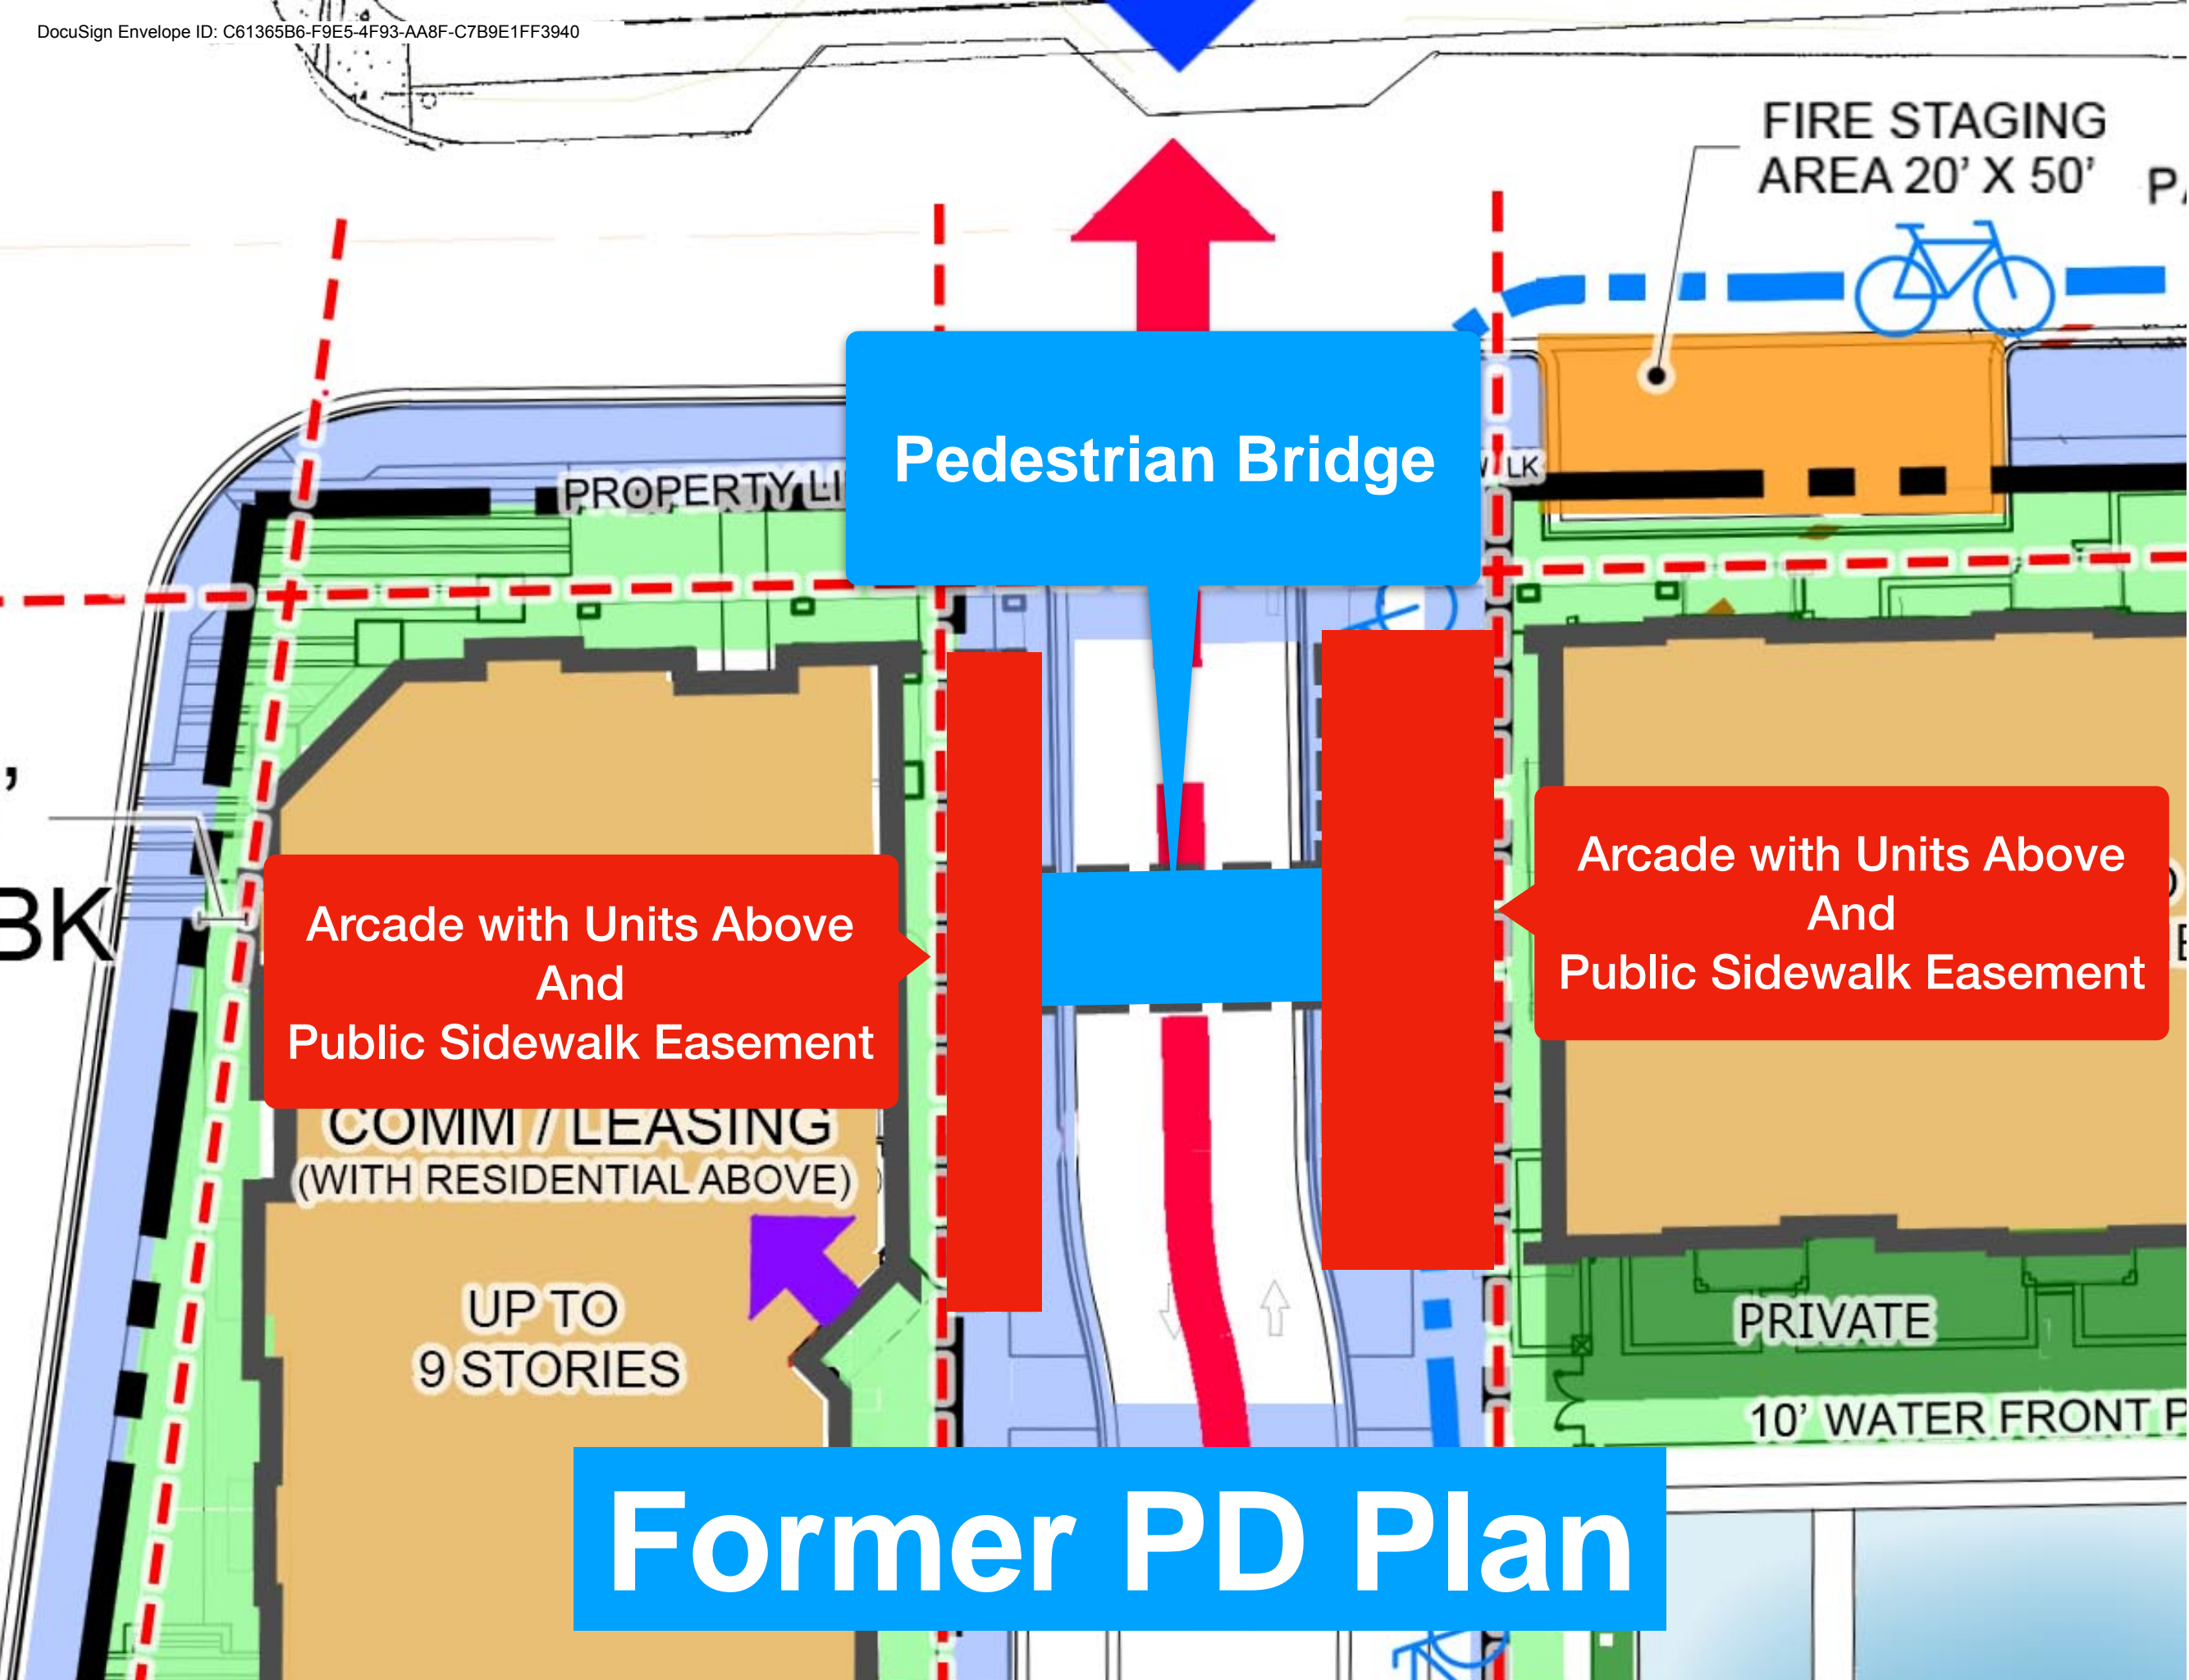 DocuSign Envelope ID: C61365B6-F9E5-4F93-AA8F-C7B9E1FF3940
FIRE STAGING
AREA 20' X 50'
Pedestrian Bridge
PROPERTY LI
LK
Arcade with Units Above
And
Public Sidewalk Easement
Arcade with Units Above
And
Public Sidewalk Easement
BK
COMM / LEASING
(WITH RESIDENTIAL ABOVE)
UP TO
9 STORIES
PRIVATE
10' WATER FRONT P
Former PD Plan